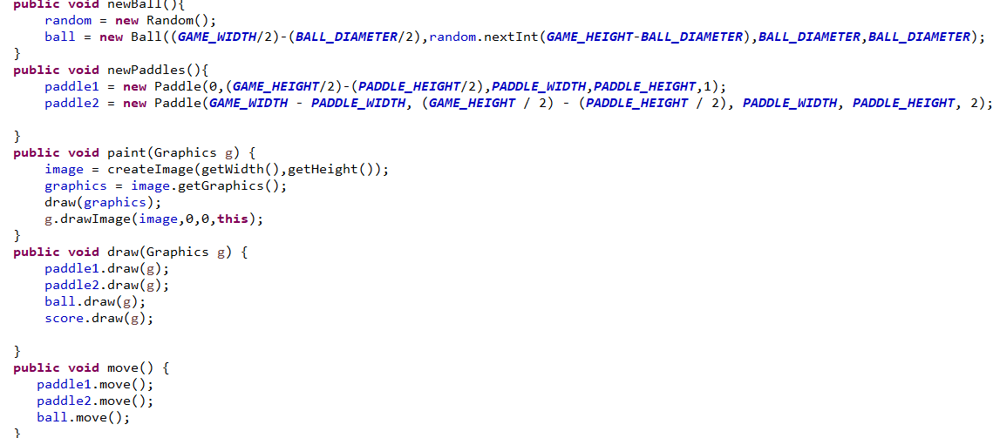 public void newBall(){
    random = new Random();
    ball = new Ball((GAME_WIDTH/2)-(BALL_DIAMETER/2),random.nextInt(GAME_HEIGHT-BALL_DIAMETER),BALL_DIAMETER,BALL_DIAMETER);
}
public void newPaddles(){
    paddle1 = new Paddle(0,(GAME_HEIGHT/2)-(PADDLE_HEIGHT/2),PADDLE_WIDTH,PADDLE_HEIGHT,1);
    paddle2 = new Paddle(GAME_WIDTH - PADDLE_WIDTH, (GAME_HEIGHT / 2) - (PADDLE_HEIGHT / 2), PADDLE_WIDTH, PADDLE_HEIGHT, 2);
}
public void paint(Graphics g) {
    image = createImage(getWidth(),getHeight());
    graphics = image.getGraphics();
    draw(graphics);
    g.drawImage(image,0,0,this);
}
public void draw(Graphics g) {
    paddle1.draw(g);
    paddle2.draw(g);
    ball.draw(g);
    score.draw(g);
}
public void move() {
   paddle1.move();
   paddle2.move();
   ball.move();
}